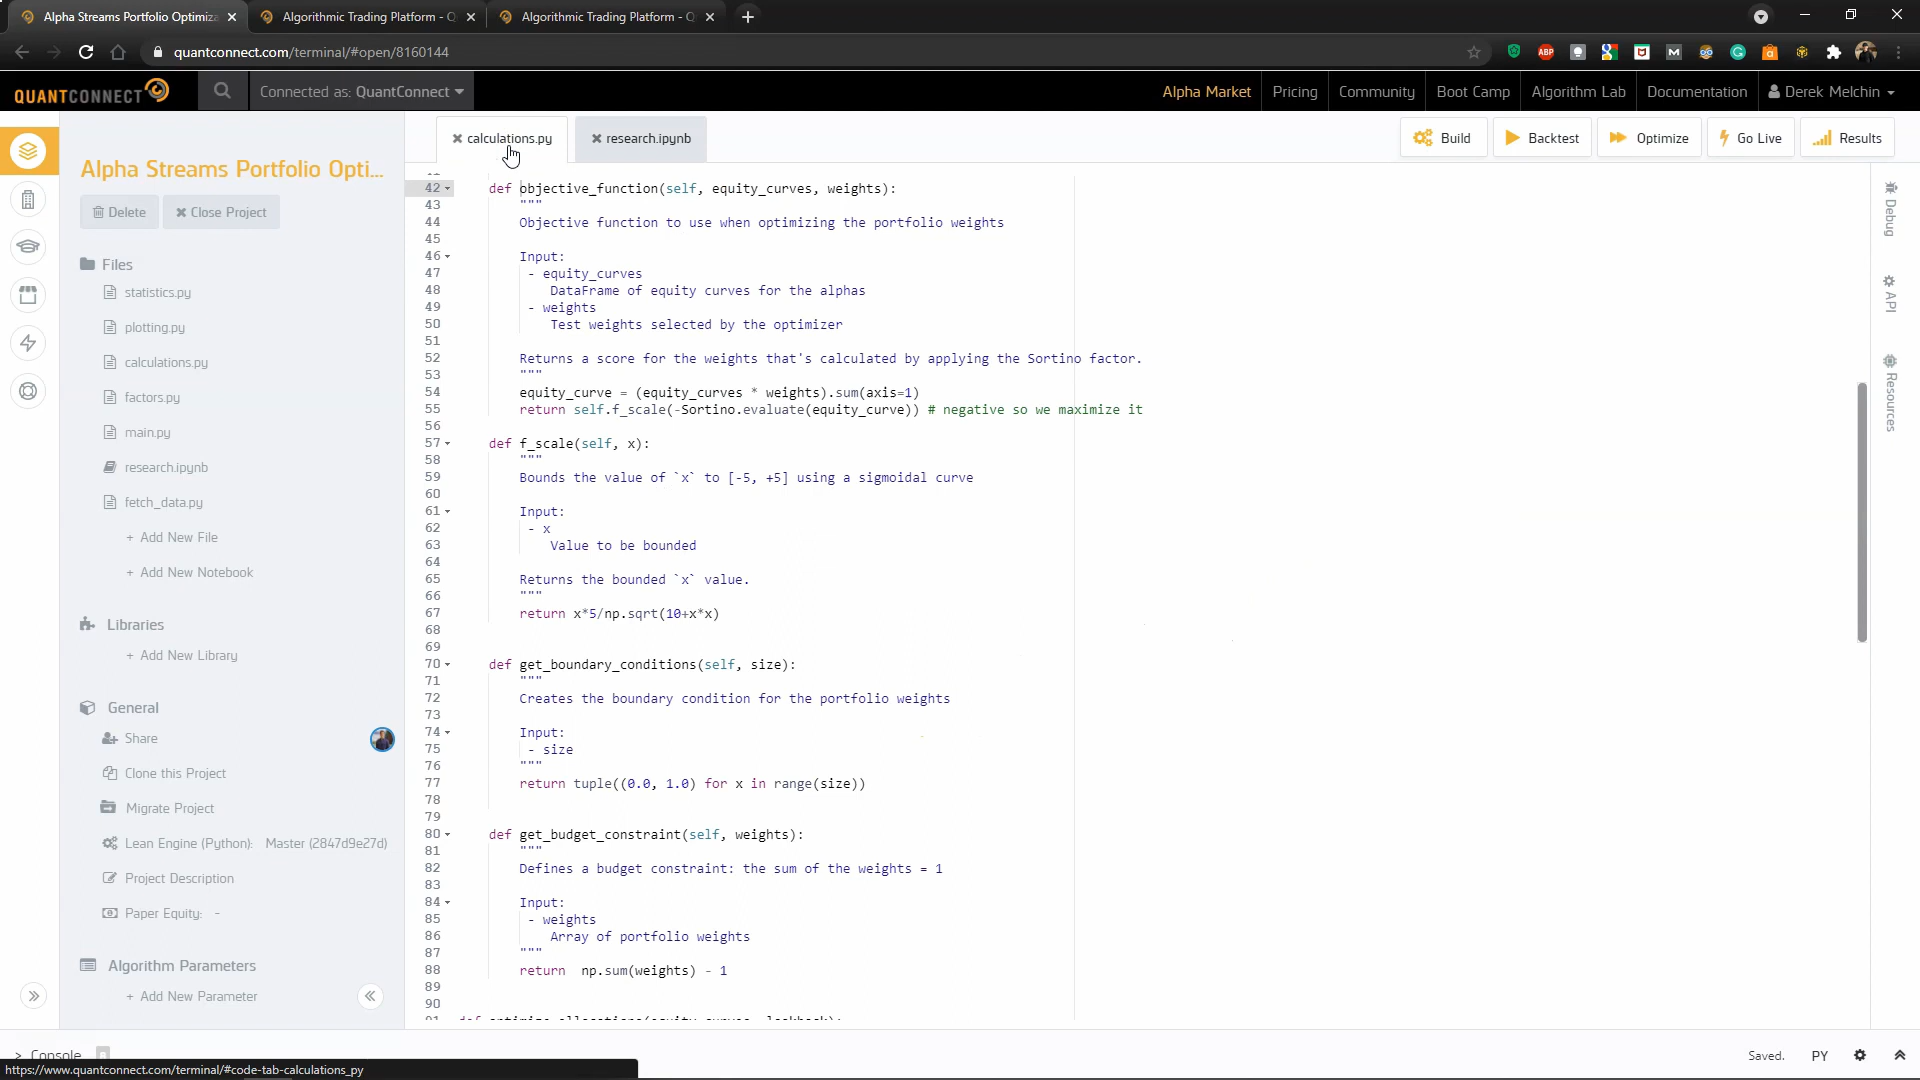 Alpha Streams Portfolio Optimiza
Algorithmic Trading Platform - Q
Algorithmic Trading Platform - Q
quantconnect.com/terminal/#open/8160144
QUANTCONNECT
Connected as: QuantConnect
Alpha Market
Pricing
Community
Boot Camp
Algorithm Lab
Documentation
Derek Melchin
calculations.py
research.ipynb
Build
Backtest
Optimize
Go Live
Results
Alpha Streams Portfolio Opti...
Delete
Close Project
Files
statistics.py
plotting.py
calculations.py
factors.py
main.py
research.ipynb
fetch_data.py
+ Add New File
+ Add New Notebook
Libraries
+ Add New Library
General
Share
Clone this Project
Migrate Project
Lean Engine (Python): Master (2847d9e27d)
Project Description
Paper Equity: -
Algorithm Parameters
+ Add New Parameter
42 def objective_function(self, equity_curves, weights):
43 """
44 Objective function to use when optimizing the portfolio weights
45
46 Input:
47 - equity_curves
48 DataFrame of equity curves for the alphas
49 - weights
50 Test weights selected by the optimizer
51
52 Returns a score for the weights that's calculated by applying the Sortino factor.
53 """
54 equity_curve = (equity_curves * weights).sum(axis=1)
55 return self.f_scale(-Sortino.evaluate(equity_curve)) # negative so we maximize it
56
57 def f_scale(self, x):
58 """
59 Bounds the value of `x` to [-5, +5] using a sigmoidal curve
60
61 Input:
62 - x
63 Value to be bounded
64
65 Returns the bounded `x` value.
66 """
67 return x*5/np.sqrt(10+x*x)
68
69
70 def get_boundary_conditions(self, size):
71 """
72 Creates the boundary condition for the portfolio weights
73
74 Input:
75 - size
76 """
77 return tuple((0.0, 1.0) for x in range(size))
78
79
80 def get_budget_constraint(self, weights):
81 """
82 Defines a budget constraint: the sum of the weights = 1
83
84 Input:
85 - weights
86 Array of portfolio weights
87 """
88 return np.sum(weights) - 1
89
90
Debug
API
Resources
> Console
Saved.
PY
https://www.quantconnect.com/terminal/#code-tab-calculations_py